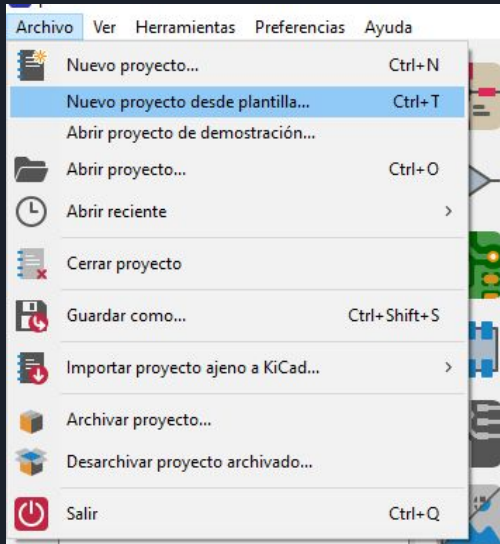 Archivo Ver Herramientas Preferencias Ayuda
Nuevo proyecto... Ctrl+N
Nuevo proyecto desde plantilla... Ctrl+T
Abrir proyecto de demostración...
Abrir proyecto... Ctrl+O
Abrir reciente
Cerrar proyecto
Guardar como... Ctrl+Shift+S
Importar proyecto ajeno a KiCad...
Archivar proyecto...
Desarchivar proyecto archivado...
Salir Ctrl+Q